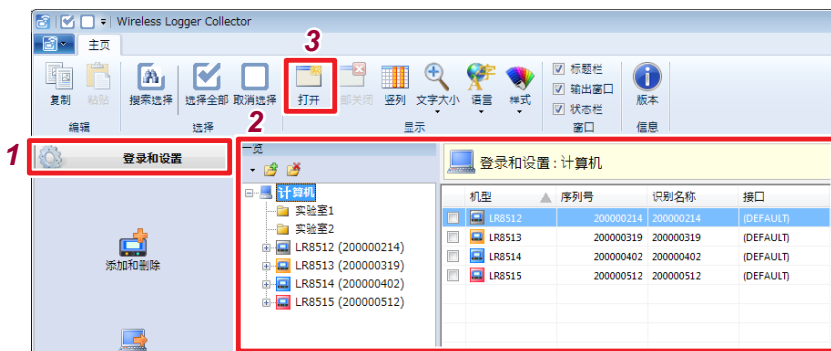 Wireless Logger Collector
主页
3
复制
粘贴
搜索选择
选择全部
取消选择
打开
全部关闭
竖列
文字大小
语言
样式
标题栏
输出窗口
状态栏
版本
编辑
选择
显示
窗口
信息
1
登录和设置
2
一览
登录和设置 : 计算机
计算机
实验室1
实验室2
LR8512 (200000214)
LR8513 (200000319)
LR8514 (200000402)
LR8515 (200000512)
机型 序列号 识别名称 接口
LR8512 200000214 200000214 (DEFAULT)
LR8513 200000319 200000319 (DEFAULT)
LR8514 200000402 200000402 (DEFAULT)
LR8515 200000512 200000512 (DEFAULT)
添加和删除